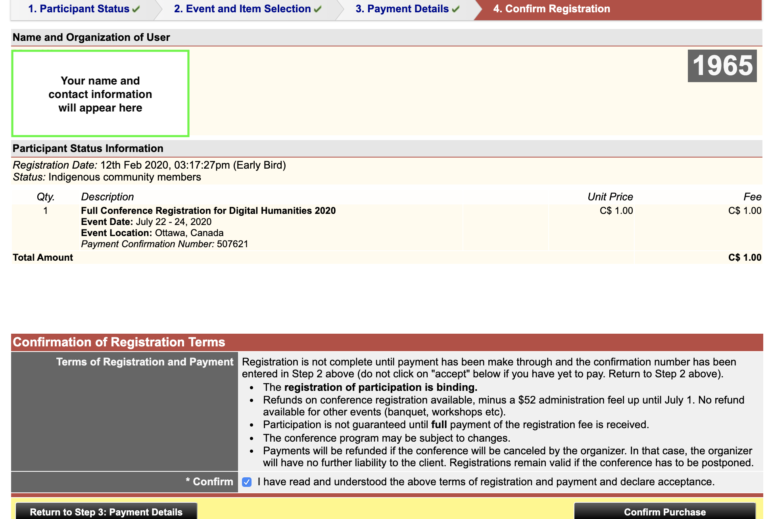 1. Participant Status ✓ 2. Event and Item Selection ✓ 3. Payment Details ✓ 4. Confirm Registration
Name and Organization of User
Your name and
contact information
will appear here
1965
Participant Status Information
Registration Date: 12th Feb 2020, 03:17:27pm (Early Bird)
Status: Indigenous community members
Qty. Description Unit Price Fee
1 Full Conference Registration for Digital Humanities 2020 C$ 1.00 C$ 1.00
Event Date: July 22 - 24, 2020
Event Location: Ottawa, Canada
Payment Confirmation Number: 507621
Total Amount C$ 1.00
Confirmation of Registration Terms
Terms of Registration and Payment Registration is not complete until payment has been make through and the confirmation number has been
entered in Step 2 above (do not click on "accept" below if you have yet to pay. Return to Step 2 above).
• The registration of participation is binding.
• Refunds on conference registration available, minus a $52 administration feel up until July 1. No refund
available for other events (banquet, workshops etc).
• Participation is not guaranteed until full payment of the registration fee is received.
• The conference program may be subject to changes.
• Payments will be refunded if the conference will be canceled by the organizer. In that case, the organizer
will have no further liability to the client. Registrations remain valid if the conference has to be postponed.
* Confirm I have read and understood the above terms of registration and payment and declare acceptance.
Return to Step 3: Payment Details Confirm Purchase